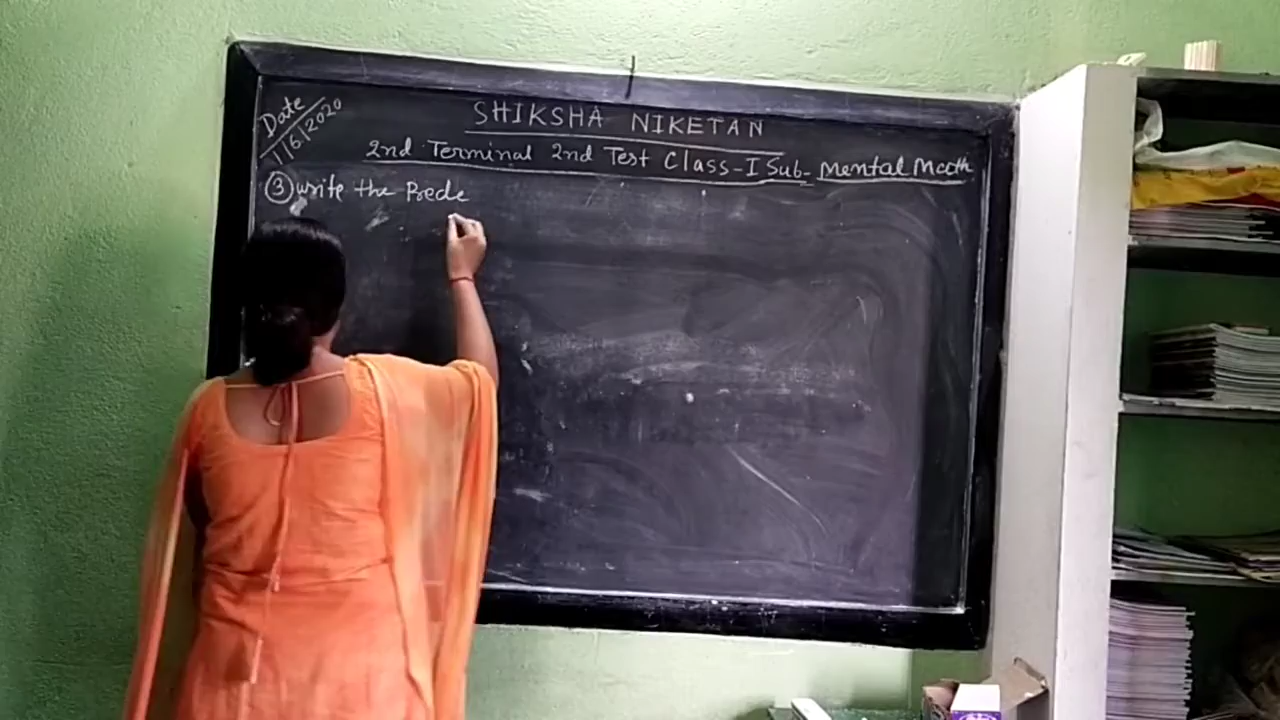 Date
1/6/2020
SHIKSHA NIKETAN
2nd Terminal 2nd Test Class-I Sub- Mental Math
③ write the Prede